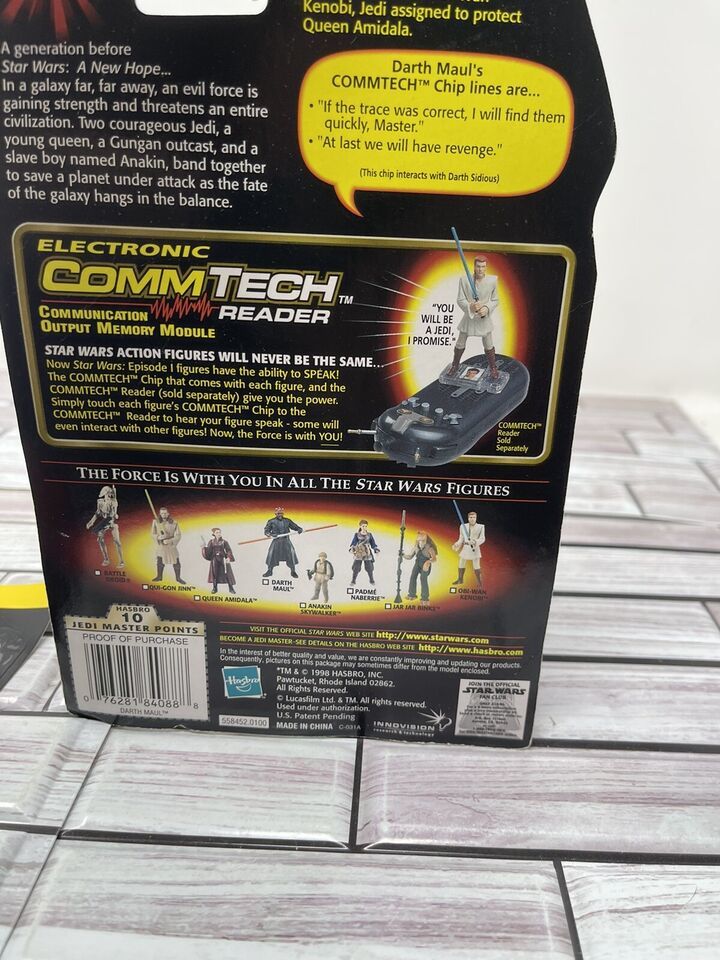 Kenobi, Jedi assigned to protect
Queen Amidala.
A generation before
Star Wars: A New Hope...
In a galaxy far, far away, an evil force is
gaining strength and threatens an entire
civilization. Two courageous Jedi, a
young queen, a Gungan outcast, and a
slave boy named Anakin, band together
to save a planet under attack as the fate
of the galaxy hangs in the balance.
Darth Maul's
COMMTECH™ Chip lines are...
• "If the trace was correct, I will find them
quickly, Master."
• "At last we will have revenge."
(This chip interacts with Darth Sidious)
ELECTRONIC
COMMTECH™
READER
COMMUNICATION
OUTPUT MEMORY MODULE
STAR WARS ACTION FIGURES WILL NEVER BE THE SAME...
Now Star Wars: Episode I figures have the ability to SPEAK!
The COMMTECH™ Chip that comes with each figure, and the
COMMTECH™ Reader (sold separately) give you the power.
Simply touch each figure's COMMTECH™ Chip to the
COMMTECH™ Reader to hear your figure speak - some will
even interact with other figures! Now, the Force is with YOU!
"YOU
WILL BE
A JEDI,
I PROMISE."
COMMTECH™
Reader
Sold
Separately
THE FORCE IS WITH YOU IN ALL THE STAR WARS FIGURES
BATTLE
DROID
QUI-GON JINN™
QUEEN AMIDALA™
DARTH
MAUL™
ANAKIN
SKYWALKER™
PADMÉ
NABERRIE™
JAR JAR BINKS™
OBI-WAN
KENOBI™
HASBRO
10
JEDI MASTER POINTS
PROOF OF PURCHASE
0 76281 84088 8
DARTH MAUL™
VISIT THE OFFICIAL STAR WARS WEB SITE http://www.starwars.com
BECOME A JEDI MASTER-SEE DETAILS ON THE HASBRO WEB SITE http://www.hasbro.com
In the interest of better quality and value, we are constantly improving and updating our products.
Consequently, pictures on this package may sometimes differ from the model enclosed.
Hasbro
*TM & © 1998 HASBRO, INC.
Pawtucket, Rhode Island 02862.
All Rights Reserved.
© Lucasfilm Ltd. & TM. All rights reserved.
Used under authorization.
U.S. Patent Pending
558452.0100
MADE IN CHINA C-031A
INNOVISION
research & technology
JOIN THE OFFICIAL
STAR WARS
FAN CLUB